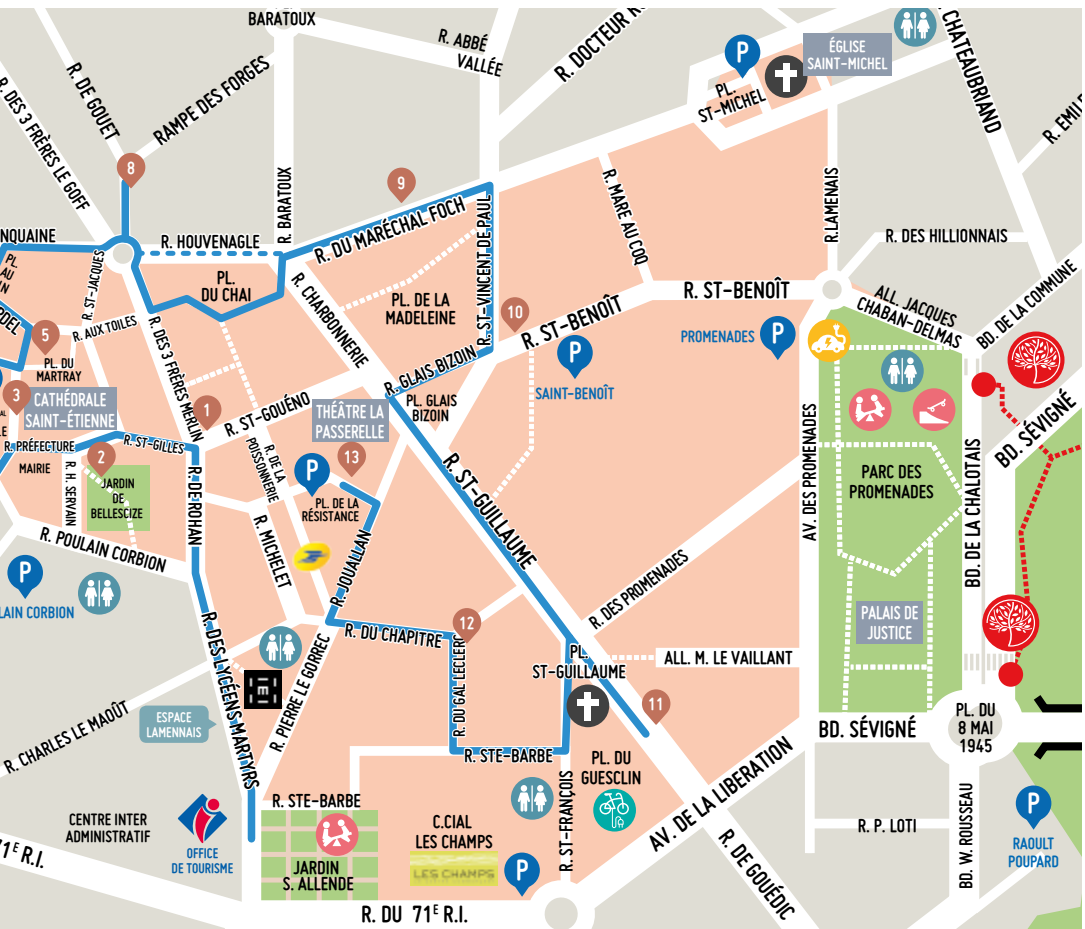 BARATOUX
R. ABBÉ
VALLÉE
R. DOCTEUR
CHATEAUBRIAND
ÉGLISE
SAINT-MICHEL
P
PL.
ST-MICHEL
R. DE GOUET
RAMPE DES FORGES
R. DES 3 FRÈRES LE GOFF
8
9
R. BARATOUX
R. HOUVENAGLE
R. DU MARÉCHAL FOCH
R. MARE AU COQ
R.LAMENAIS
R. DES HILLIONNAIS
R. ST-JACQUES
PL.
AU
PL.
DU CHAI
R. CHARBONNERIE
PL. DE LA
MADELEINE
R. ST-VINCENT DE PAUL
10
R. ST-BENOÎT
R. ST-BENOÎT
ALL. JACQUES
CHABAN-DELMAS
BD. DE LA COMMUNE
PROMENADES
P
P
SAINT-BENOÎT
5
R. AUX TOILES
PL. DU
MARTRAY
R. DES 3 FRÈRES MERLIN
3
CATHÉDRALE
SAINT-ÉTIENNE
1
R. ST-GOUÉNO
THÉÂTRE LA
PASSERELLE
R. GLAIS BIZOIN
PL. GLAIS
BIZOIN
R. PRÉFECTURE
R. ST-GILLES
MAIRIE
2
JARDIN
DE
BELLESCIZE
R. H. SERVAIN
R. DE ROHAN
R. DE LA
POISSONNERIE
P
13
PL. DE LA
RÉSISTANCE
R. ST-GUILLAUME
AV. DES PROMENADES
PARC DES
PROMENADES
BD. DE LA CHALOTAIS
BD. SÉVIGNÉ
R. POULAIN CORBION
P
R. MICHELET
R. JOUALLAN
R. DES PROMENADES
PALAIS DE
JUSTICE
R. DU CHAPITRE
12
R. DU GAL LECLERC
R. DES LYCÉENS MARTYRS
R. PIERRE LE GORREC
PL.
ST-GUILLAUME
ALL. M. LE VAILLANT
11
R. CHARLES LE MAOÛT
ESPACE
LAMENNAIS
R. STE-BARBE
PL. DU
GUESCLIN
BD. SÉVIGNÉ
PL. DU
8 MAI
1945
AV. DE LA LIBERATION
CENTRE INTER
ADMINISTRATIF
OFFICE
DE TOURISME
R. STE-BARBE
JARDIN
S. ALLENDE
C.CIAL
LES CHAMPS
LES CHAMPS
P
R. ST-FRANÇOIS
R. DE GOUÉDIC
R. P. LOTI
BD. W. ROUSSEAU
P
RAOULT
POUPARD
R. DU 71E R.I.